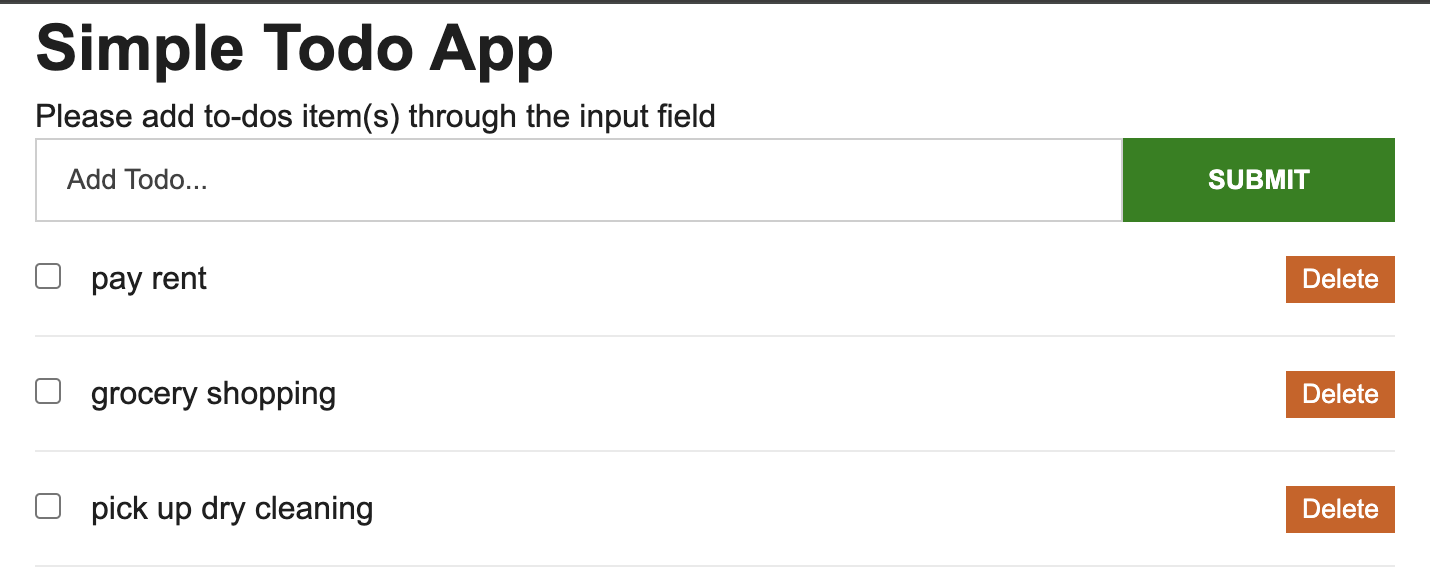 Simple Todo App
Please add to-dos item(s) through the input field
Add Todo... SUBMIT
pay rent Delete
grocery shopping Delete
pick up dry cleaning Delete